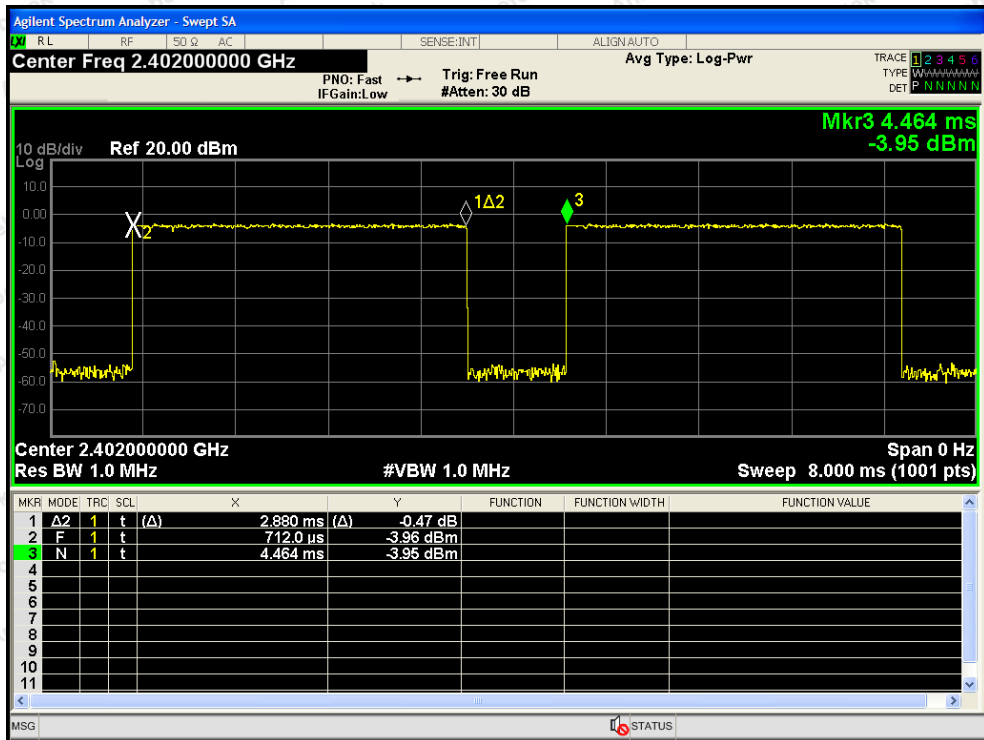 Agilent Spectrum Analyzer - Swept SA
LXI RL RF 50 Ω AC SENSE:INT ALIGNAUTO
Center Freq 2.402000000 GHz Avg Type: Log-Pwr TRACE 1 2 3 4 5 6
PNO: Fast Trig: Free Run TYPE WWWWWW
IFGain:Low #Atten: 30 dB DET P N N N N N
Mkr3 4.464 ms
10 dB/div Ref 20.00 dBm -3.95 dBm
Log
10.0
1Δ2 3
0.00
2
-10.0
-20.0
-30.0
-40.0
-50.0
-60.0
-70.0
Center 2.402000000 GHz Span 0 Hz
Res BW 1.0 MHz #VBW 1.0 MHz Sweep 8.000 ms (1001 pts)
MKR MODE TRC SCL X Y FUNCTION FUNCTION WIDTH FUNCTION VALUE
1 Δ2 1 t (Δ) 2.880 ms (Δ) -0.47 dB
2 F 1 t 712.0 µs -3.96 dBm
3 N 1 t 4.464 ms -3.95 dBm
4
5
6
7
8
9
10
11
MSG STATUS